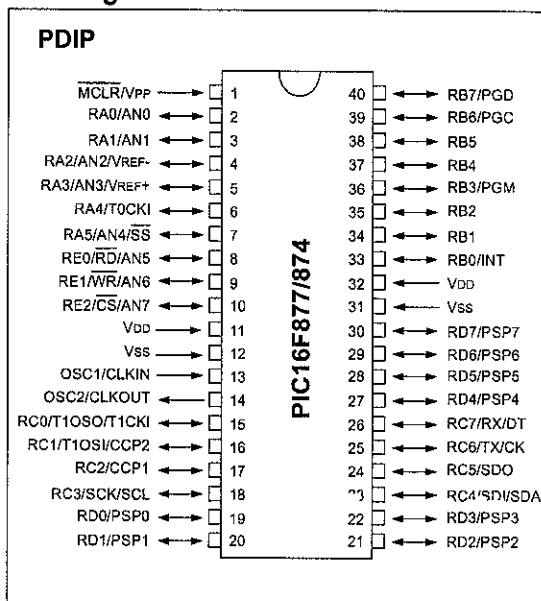 PDIP
MCLR/VPP 1 40 RB7/PGD
RA0/AN0 2 39 RB6/PGC
RA1/AN1 3 38 RB5
RA2/AN2/VREF- 4 37 RB4
RA3/AN3/VREF+ 5 36 RB3/PGM
RA4/T0CKI 6 35 RB2
RA5/AN4/SS 7 34 RB1
RE0/RD/AN5 8 33 RB0/INT
RE1/WR/AN6 9 32 VDD
RE2/CS/AN7 10 31 VSS
VDD 11 30 RD7/PSP7
VSS 12 29 RD6/PSP6
OSC1/CLKIN 13 28 RD5/PSP5
OSC2/CLKOUT 14 27 RD4/PSP4
RC0/T1OSO/T1CKI 15 26 RC7/RX/DT
RC1/T1OSI/CCP2 16 25 RC6/TX/CK
RC2/CCP1 17 24 RC5/SDO
RC3/SCK/SCL 18 23 RC4/SDI/SDA
RD0/PSP0 19 22 RD3/PSP3
RD1/PSP1 20 21 RD2/PSP2
PIC16F877/874